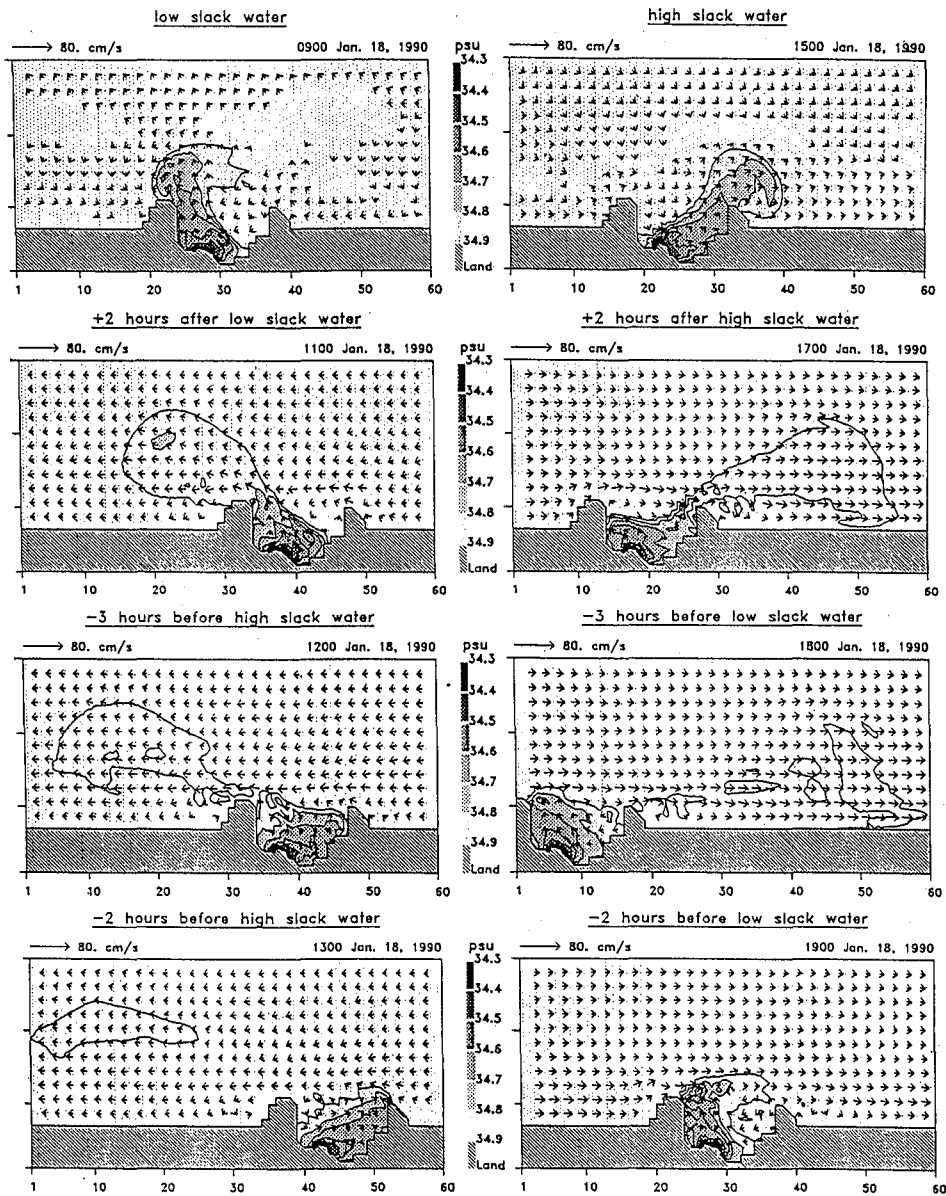 low slack water
high slack water
80. cm/s
0900 Jan. 18, 1990
psu
80. cm/s
1500 Jan. 18, 1990
34.3
34.4
34.5
34.6
34.7
34.8
34.9
Land
1 10 20 30 40 50 60
1 10 20 30 40 50 60
+2 hours after low slack water
+2 hours after high slack water
80. cm/s
1100 Jan. 18, 1990
psu
80. cm/s
1700 Jan. 18, 1990
34.3
34.4
34.5
34.6
34.7
34.8
34.9
Land
1 10 20 30 40 50 60
1 10 20 30 40 50 60
-3 hours before high slack water
-3 hours before low slack water
80. cm/s
1200 Jan. 18, 1990
psu
80. cm/s
1800 Jan. 18, 1990
34.3
34.4
34.5
34.6
34.7
34.8
34.9
Land
1 10 20 30 40 50 60
1 10 20 30 40 50 60
-2 hours before high slack water
-2 hours before low slack water
80. cm/s
1300 Jan. 18, 1990
psu
80. cm/s
1900 Jan. 18, 1990
34.3
34.4
34.5
34.6
34.7
34.8
34.9
Land
1 10 20 30 40 50 60
1 10 20 30 40 50 60